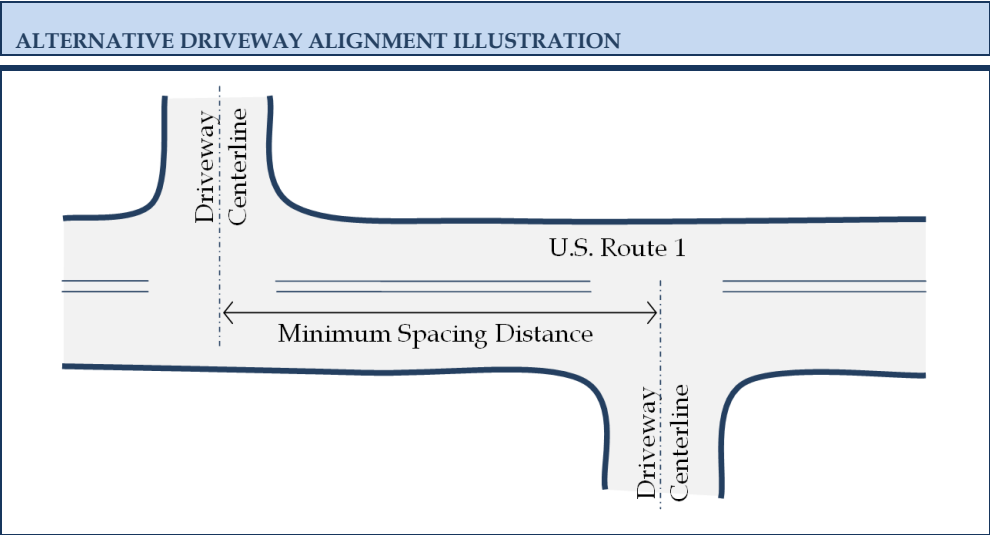 ALTERNATIVE DRIVEWAY ALIGNMENT ILLUSTRATION
Driveway
Centerline
U.S. Route 1
Minimum Spacing Distance
Driveway
Centerline